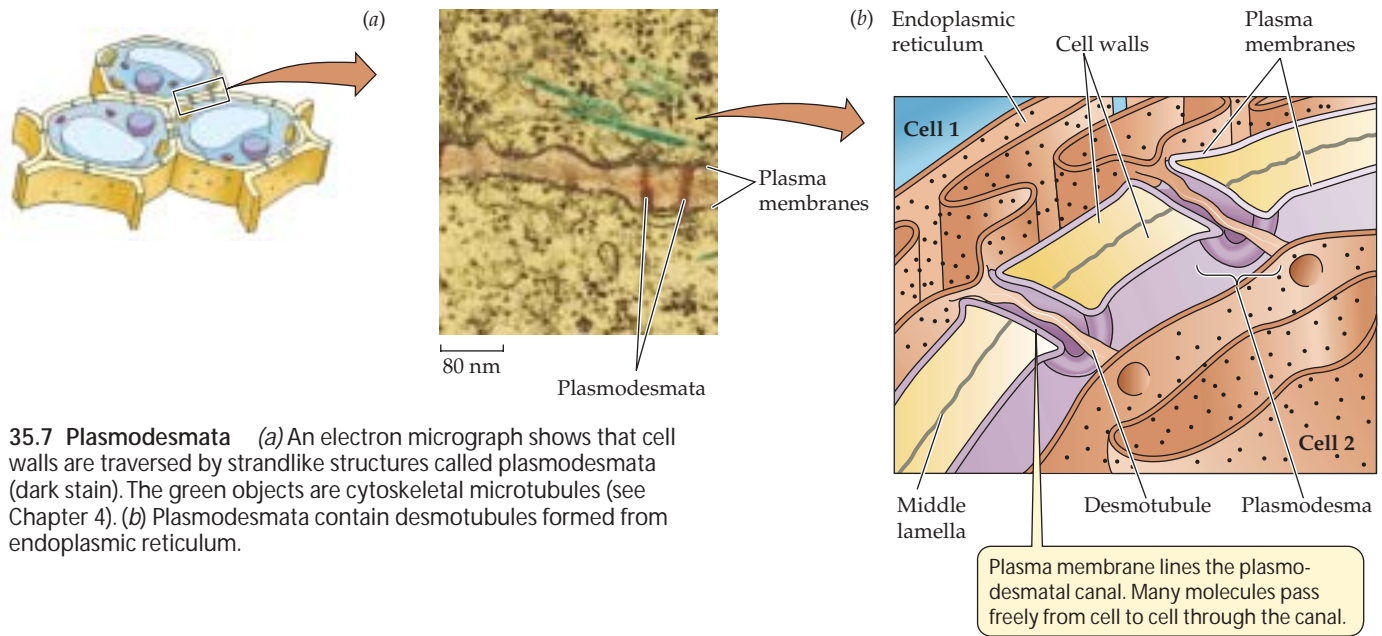 (a)
Plasma
membranes
80 nm
Plasmodesmata
35.7 Plasmodesmata (a) An electron micrograph shows that cell
walls are traversed by strandlike structures called plasmodesmata
(dark stain). The green objects are cytoskeletal microtubules (see
Chapter 4). (b) Plasmodesmata contain desmotubules formed from
endoplasmic reticulum.
(b)
Endoplasmic
reticulum
Cell walls
Plasma
membranes
Cell 1
Cell 2
Middle
lamella
Desmotubule
Plasmodesma
Plasma membrane lines the plasmo-
desmatal canal. Many molecules pass
freely from cell to cell through the canal.